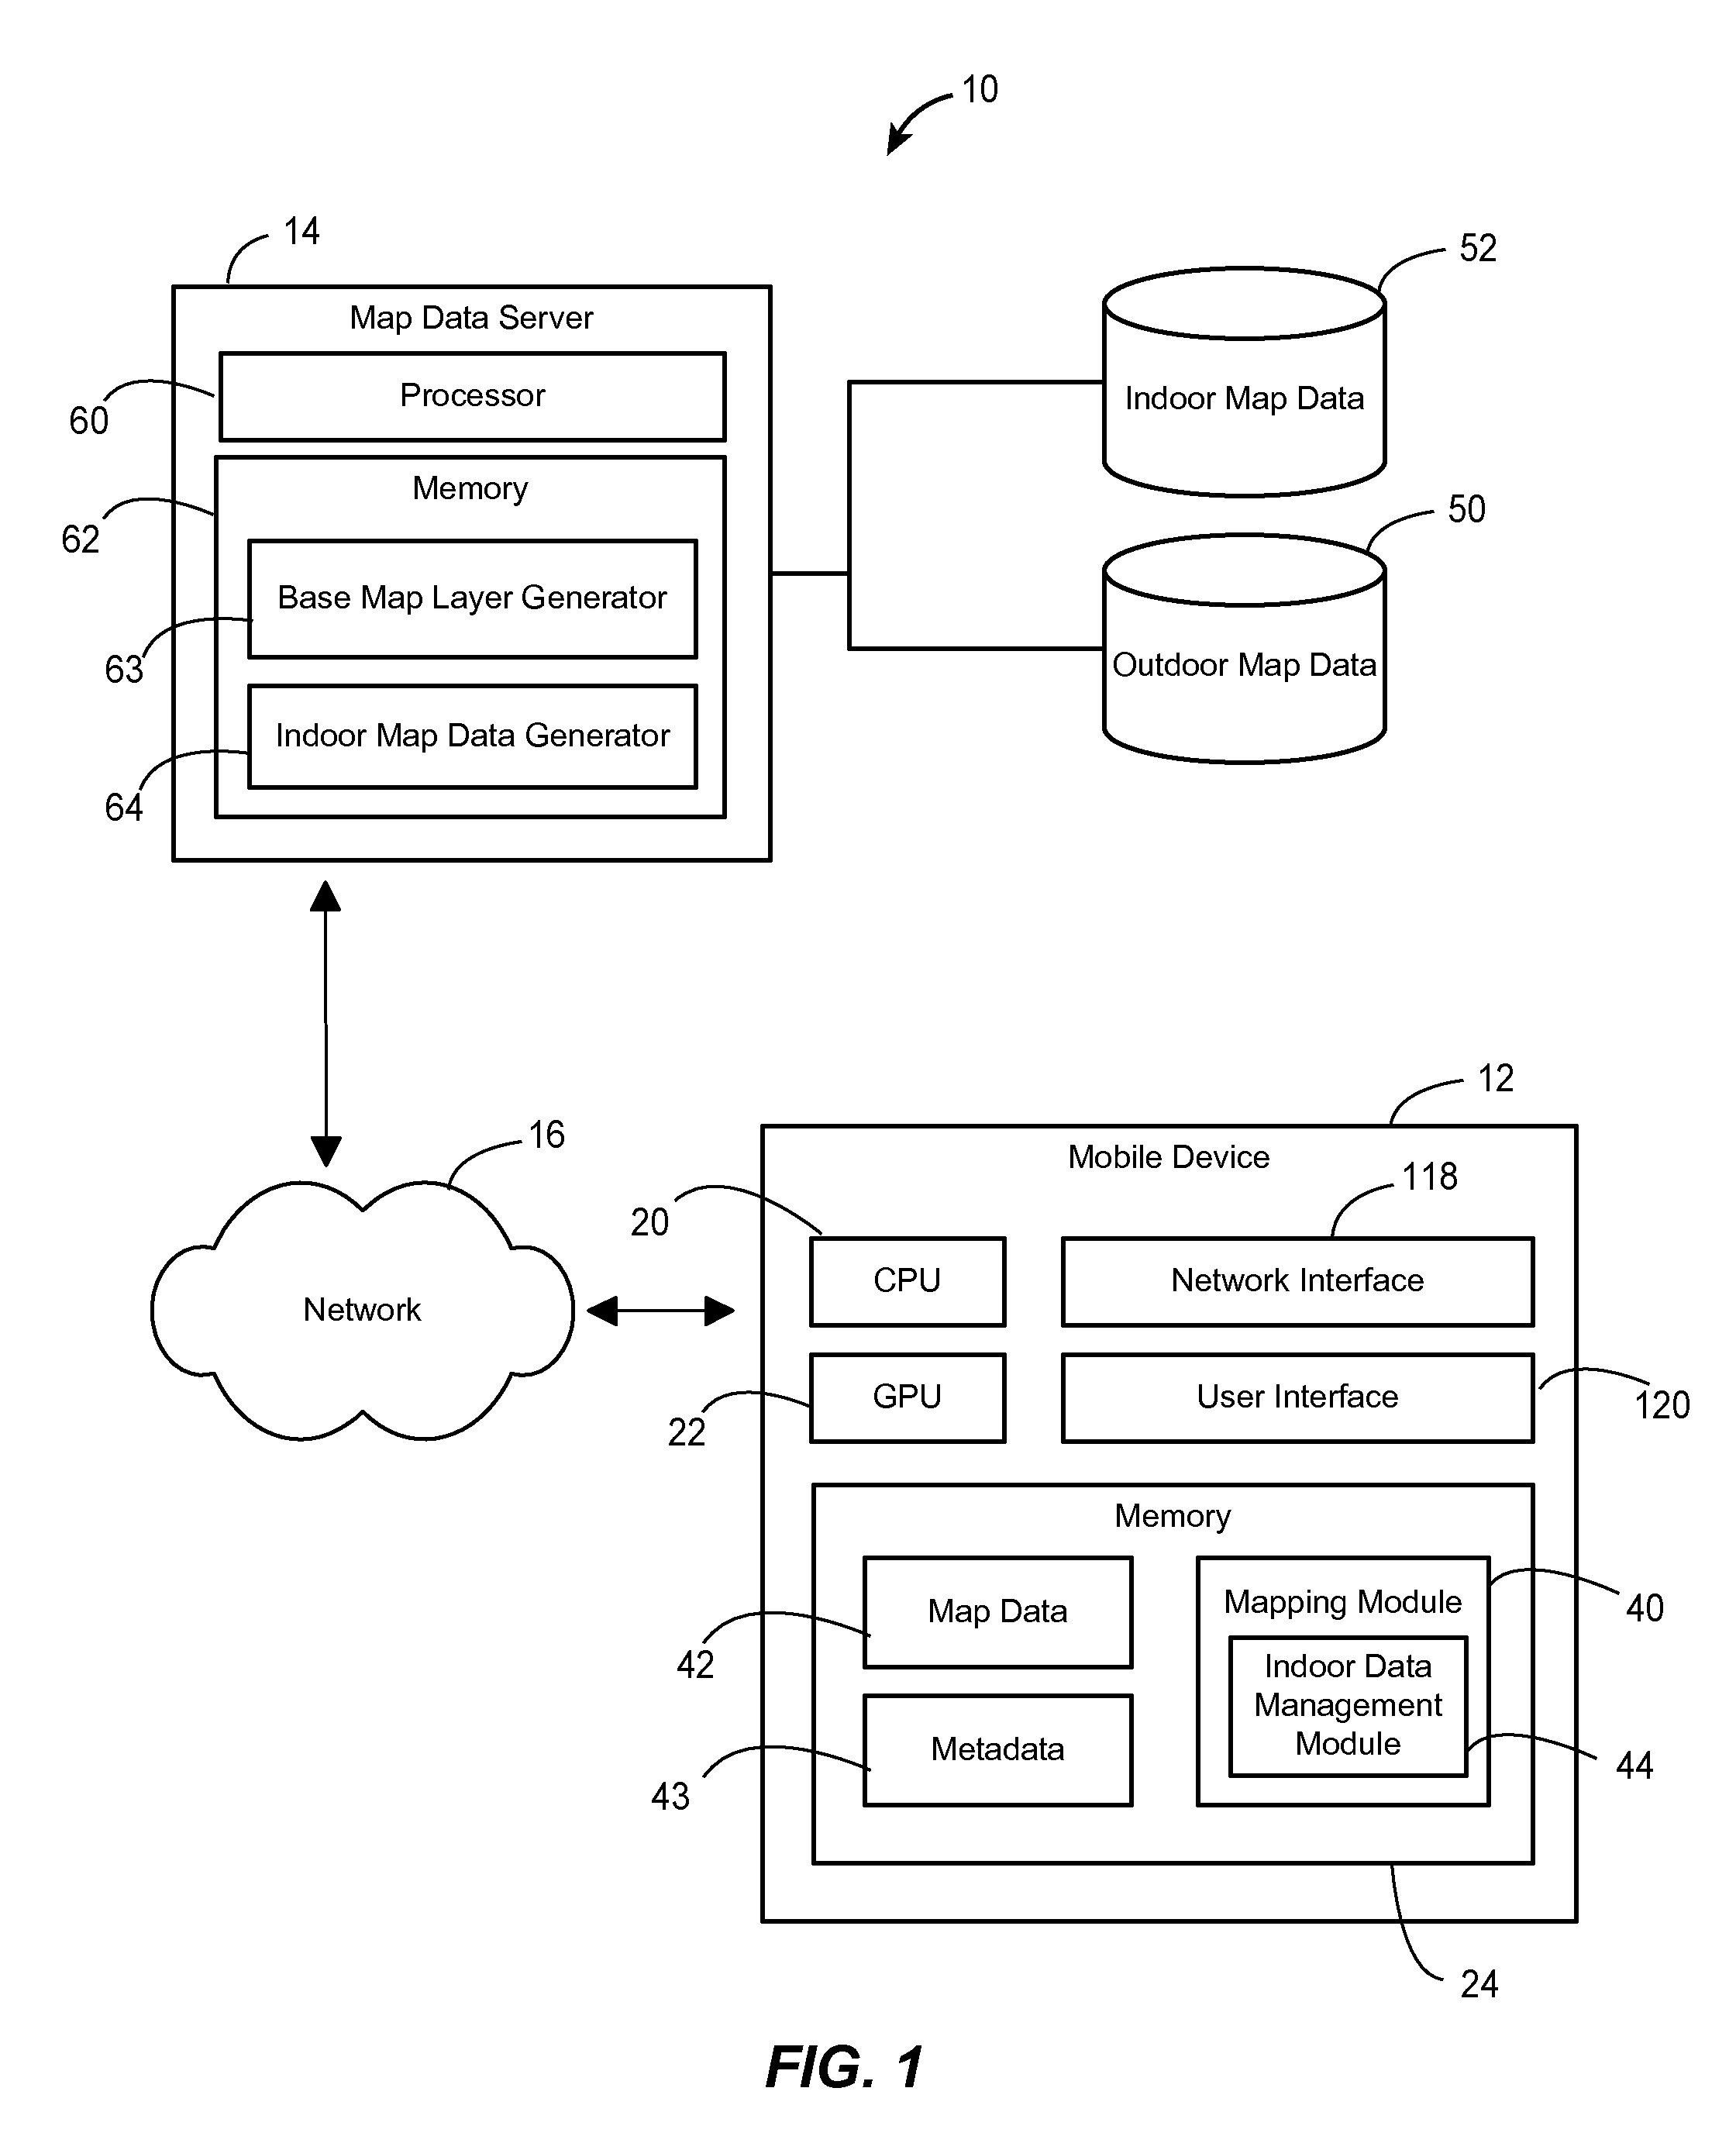 10
14
Map Data Server
52
60
Processor
Indoor Map Data
62
Memory
50
63
Base Map Layer Generator
Outdoor Map Data
64
Indoor Map Data Generator
16
Network
12
Mobile Device
118
20
CPU
Network Interface
22
GPU
User Interface
120
Memory
42
Map Data
Mapping Module
40
43
Metadata
Indoor Data
Management
Module
44
24
FIG. 1